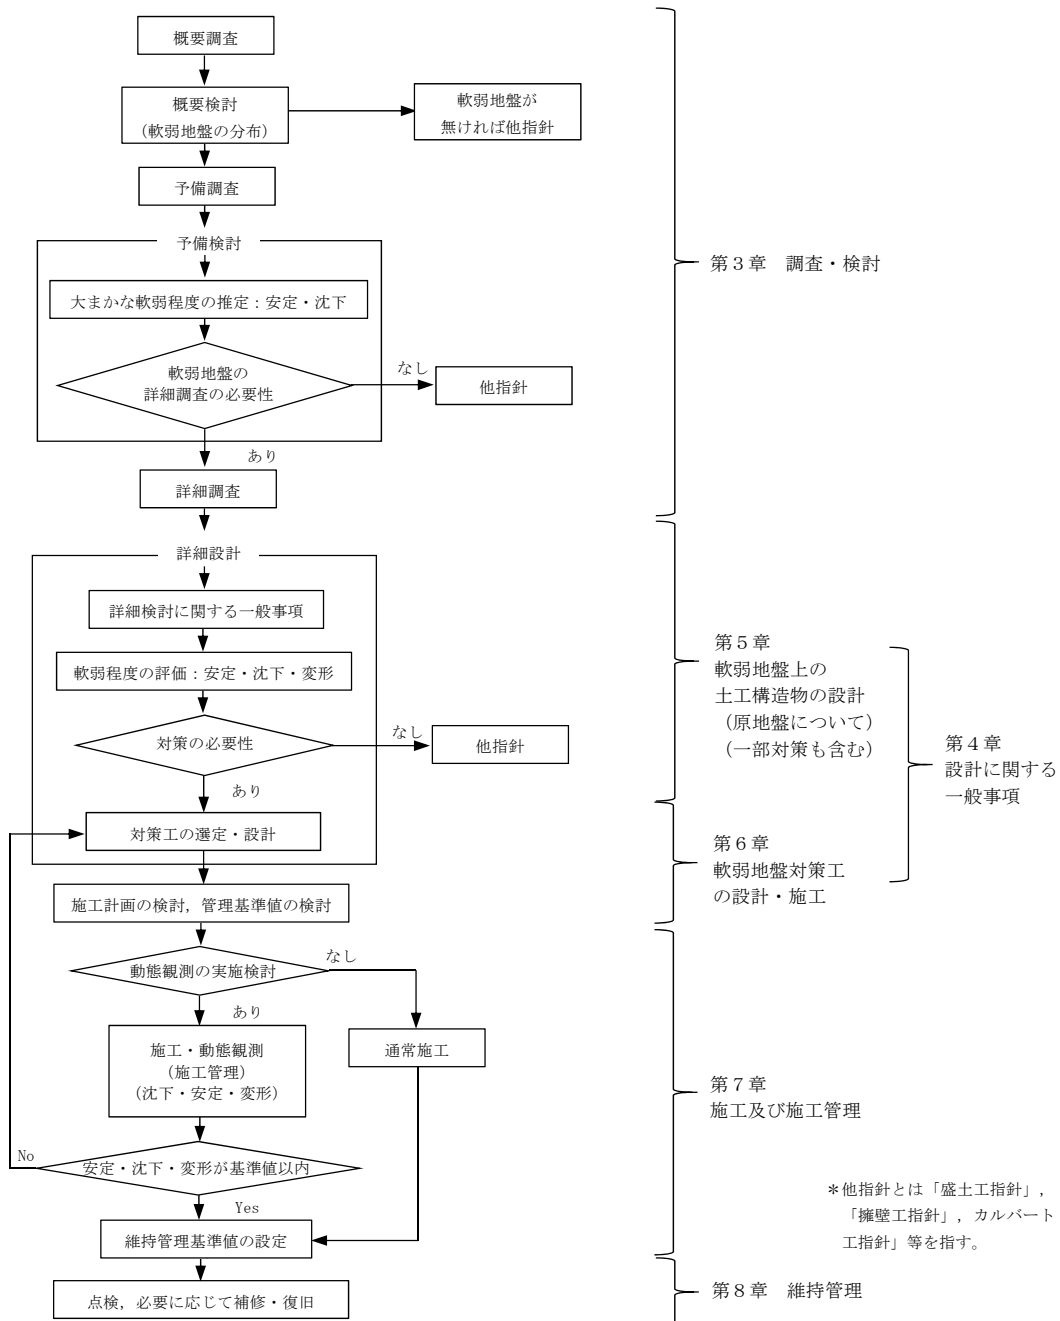 概要調査
概要検討
(軟弱地盤の分布)
軟弱地盤が
無ければ他指針
予備調査
予備検討
大まかな軟弱程度の推定：安定・沈下
軟弱地盤の
詳細調査の必要性
なし
他指針
あり
詳細調査
第３章　調査・検討
詳細設計
詳細検討に関する一般事項
軟弱程度の評価：安定・沈下・変形
対策の必要性
なし
他指針
あり
対策工の選定・設計
第５章
軟弱地盤上の
土工構造物の設計
（原地盤について）
（一部対策も含む）
第４章
設計に関する
一般事項
第６章
軟弱地盤対策工
の設計・施工
施工計画の検討，管理基準値の検討
動態観測の実施検討
なし
あり
施工・動態観測
(施工管理)
(沈下・安定・変形)
通常施工
No
安定・沈下・変形が基準値以内
Yes
維持管理基準値の設定
第７章
施工及び施工管理
＊他指針とは「盛土工指針」，
「擁壁工指針」，カルバート
工指針」等を指す。
点検，必要に応じて補修・復旧
第８章　維持管理